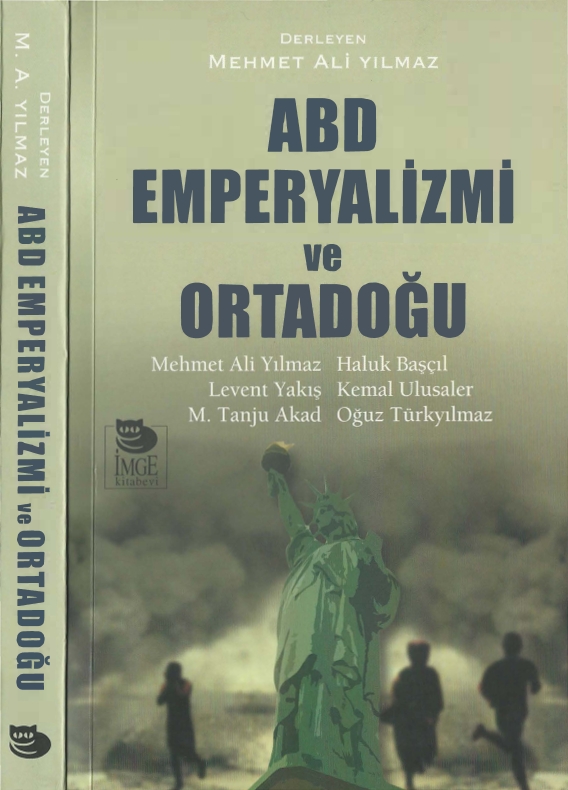 DERLEYEN
M. A. YILMAZ
ABD EMPERYALİZMİ ve ORTADOĞU
DERLEYEN
MEHMET ALİ YILMAZ
ABD
EMPERYALİZMİ
ve
ORTADOĞU
Mehmet Ali Yılmaz Haluk Başçıl
Levent Yakış Kemal Ulusaler
M. Tanju Akad Oğuz Türkyılmaz
İMGE
kitabevi